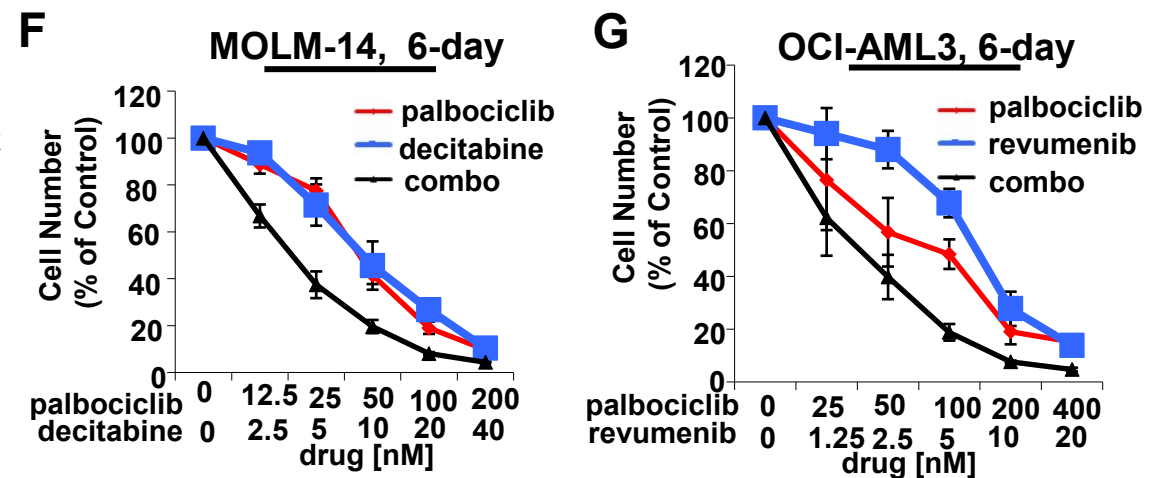 F
MOLM-14, 6-day
120
100
80
60
40
20
0
Cell Number
(% of Control)
palbociclib
decitabine
combo
palbociclib 0 12.5 25 50 100 200
decitabine 0 2.5 5 10 20 40
drug [nM]
G
OCI-AML3, 6-day
120
100
80
60
40
20
0
Cell Number
(% of Control)
palbociclib
revumenib
combo
palbociclib 0 25 50 100 200 400
revumenib 0 1.25 2.5 5 10 20
drug [nM]